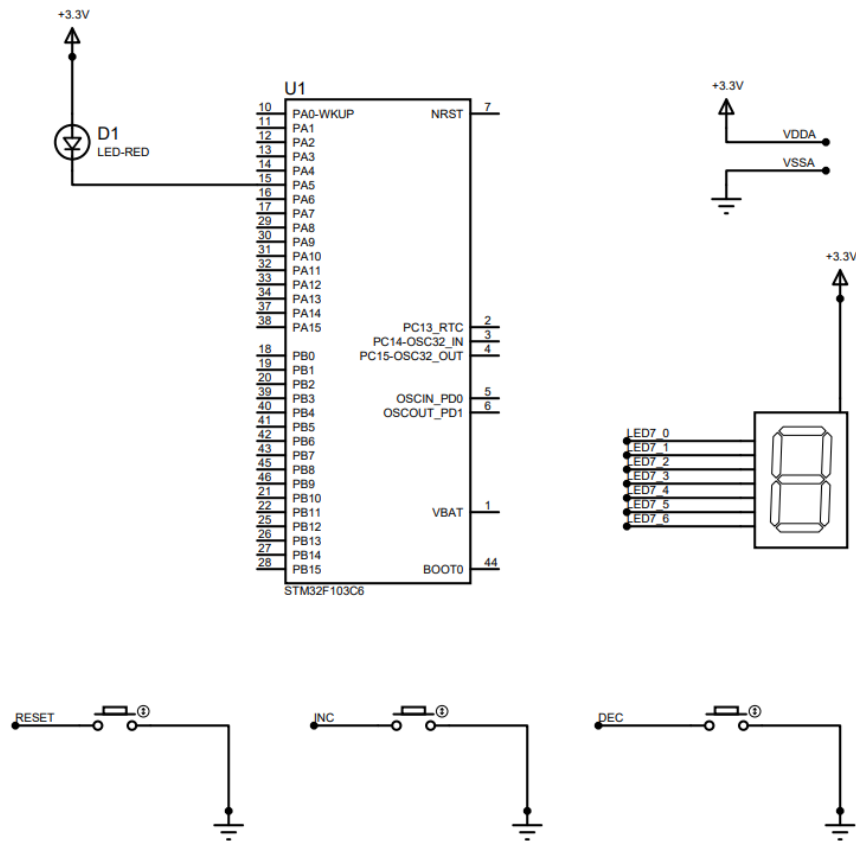 +3.3V
D1
LED-RED
U1
10 PA0-WKUP NRST 7
11 PA1
12 PA2
13 PA3
14 PA4
15 PA5
16 PA6
17 PA7
29 PA8
30 PA9
31 PA10
32 PA11
33 PA12
34 PA13
37 PA14
38 PA15
PC13_RTC 2
PC14-OSC32_IN 3
18 PB0 PC15-OSC32_OUT 4
19 PB1
20 PB2
39 PB3 OSCIN_PD0 5
40 PB4 OSCOUT_PD1 6
41 PB5
42 PB6
43 PB7
45 PB8
46 PB9
21 PB10
22 PB11 VBAT 1
25 PB12
26 PB13
27 PB14
28 PB15 BOOT0 44
STM32F103C6
+3.3V
VDDA
VSSA
+3.3V
LED7_0
LED7_1
LED7_2
LED7_3
LED7_4
LED7_5
LED7_6
RESET
INC
DEC